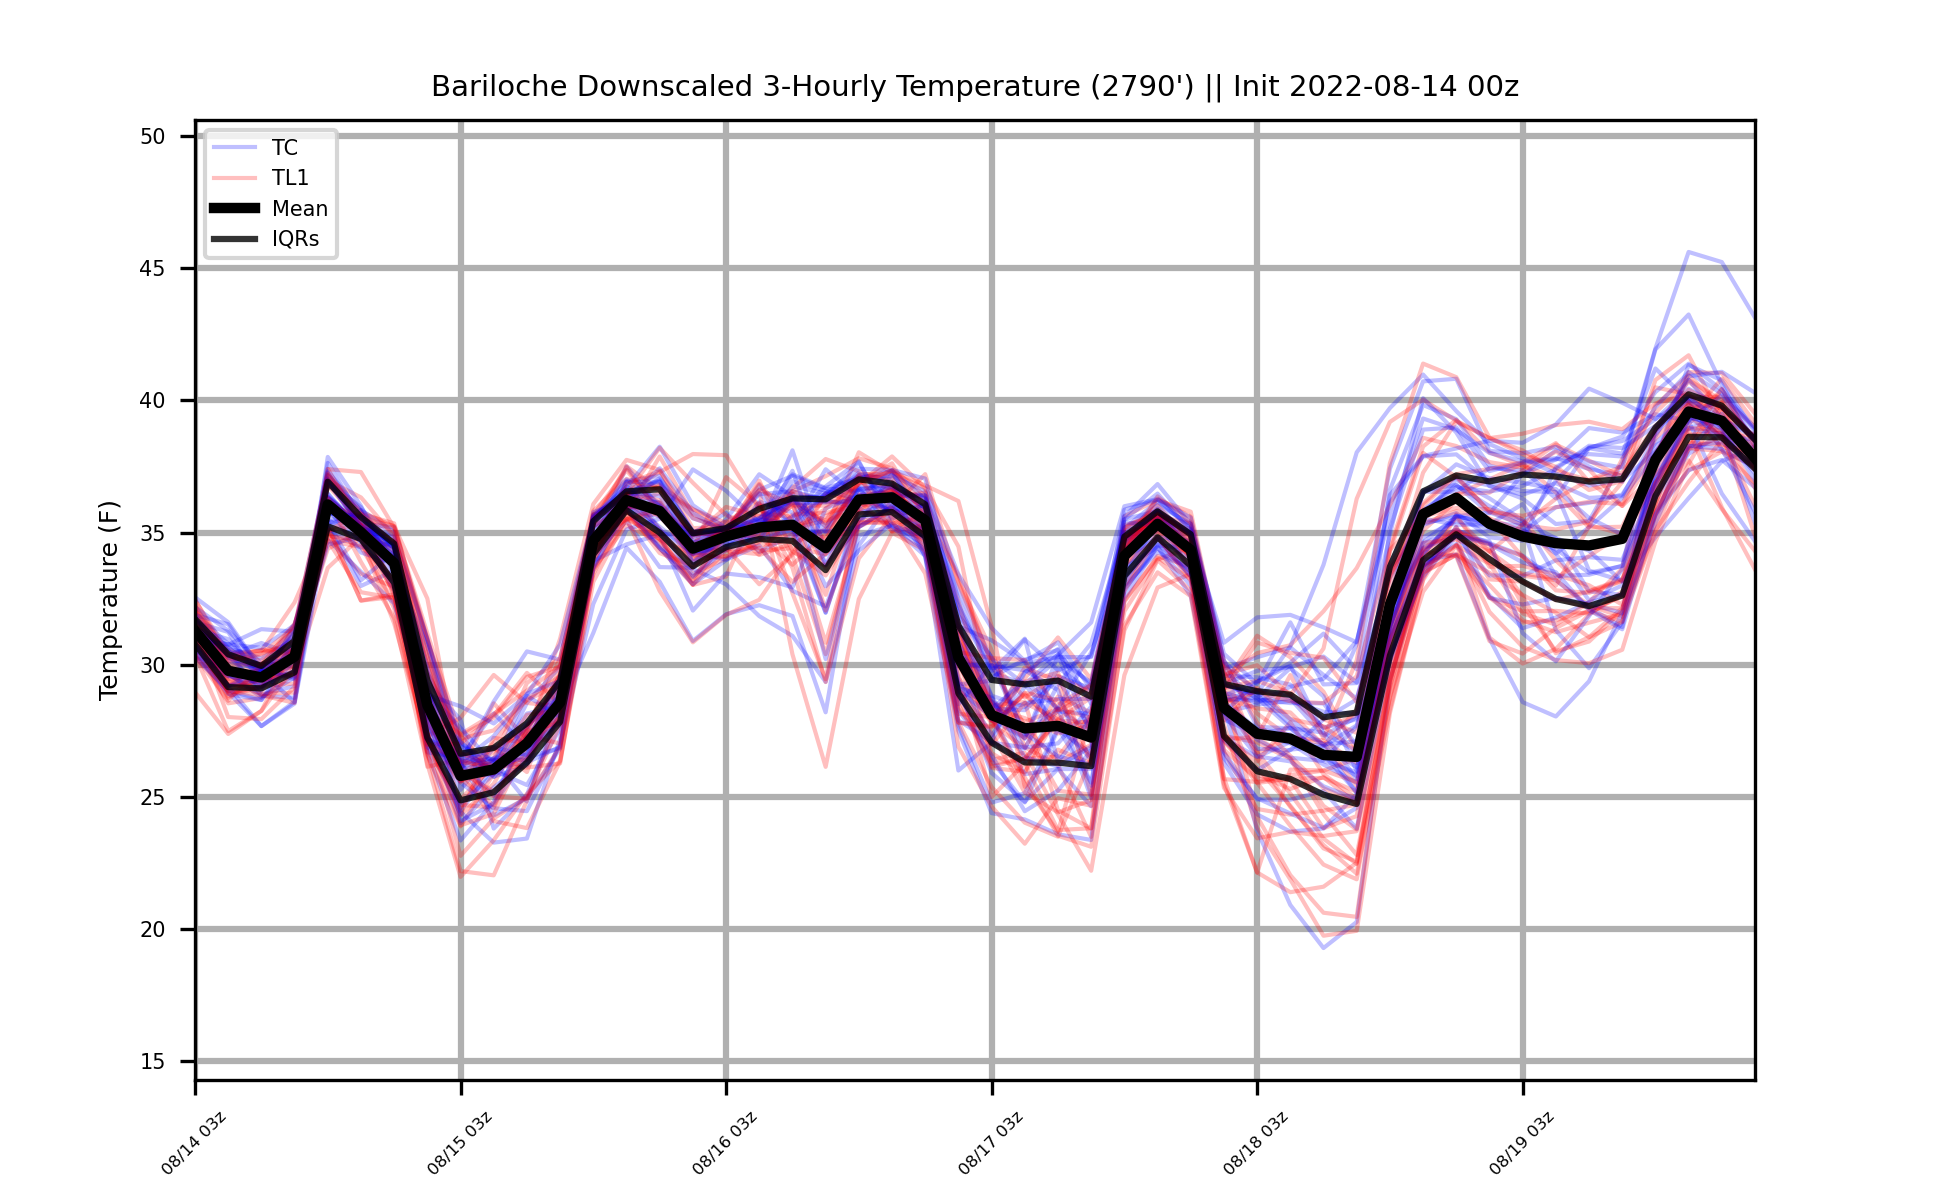 Bariloche Downscaled 3-Hourly Temperature (2790') || Init 2022-08-14 00z
TC
TL1
Mean
IQRs
Temperature (F)
50
45
40
35
30
25
20
15
08/14 03z
08/15 03z
08/16 03z
08/17 03z
08/18 03z
08/19 03z